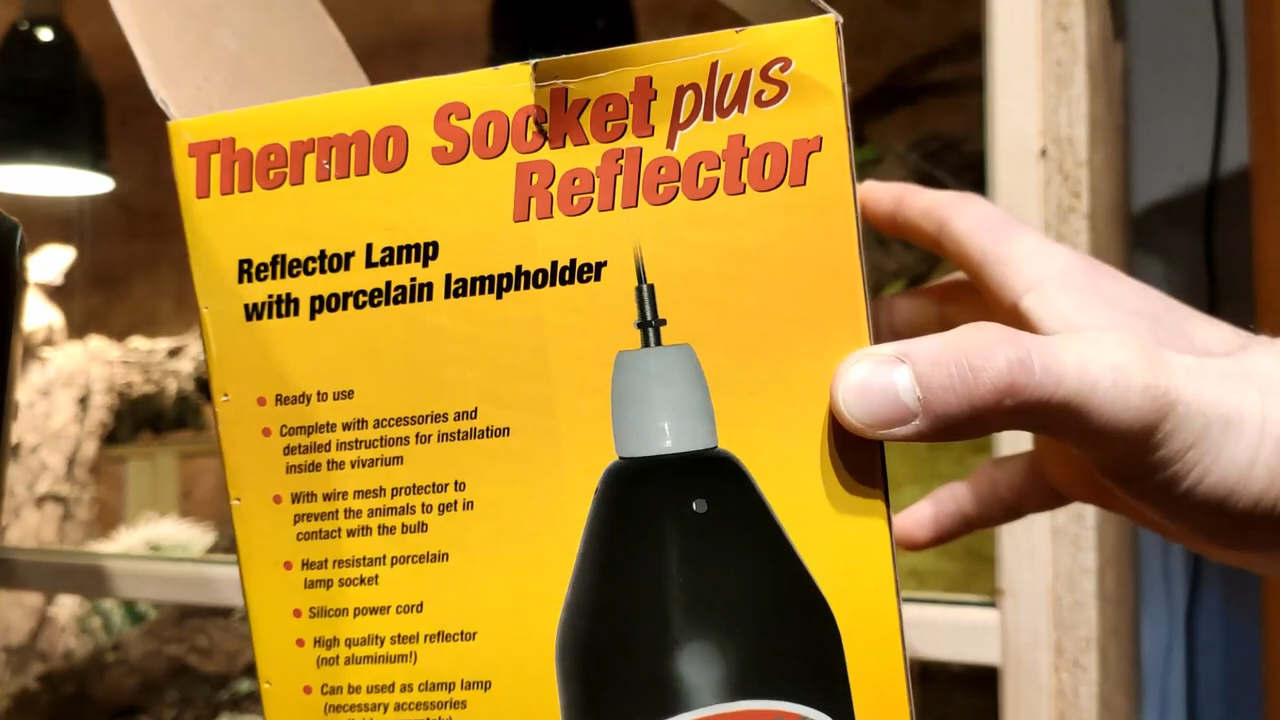 Thermo Socket plus
Reflector
Reflector Lamp
with porcelain lampholder
Ready to use
Complete with accessories and
detailed instructions for installation
inside the vivarium
With wire mesh protector to
prevent the animals to get in
contact with the bulb
Heat resistant porcelain
lamp socket
Silicon power cord
High quality steel reflector
(not aluminium!)
Can be used as clamp lamp
(necessary accessories